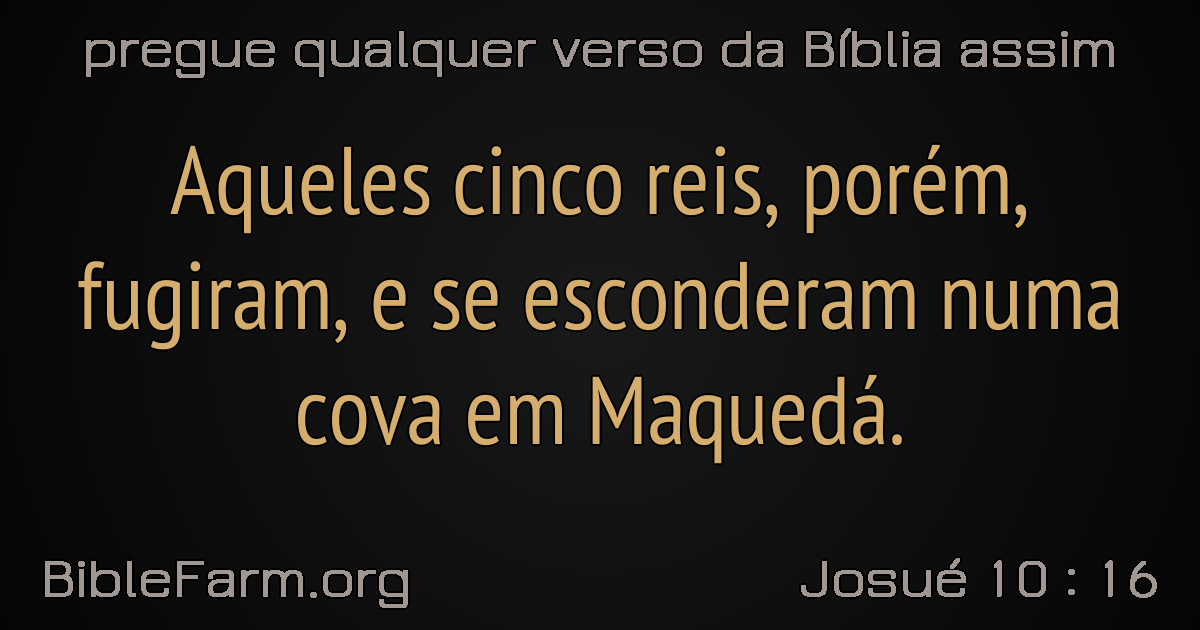 pregue qualquer verso da Bíblia assim
Aqueles cinco reis, porém,
fugiram, e se esconderam numa
cova em Maquedá.
BibleFarm.org
Josué 10 : 16